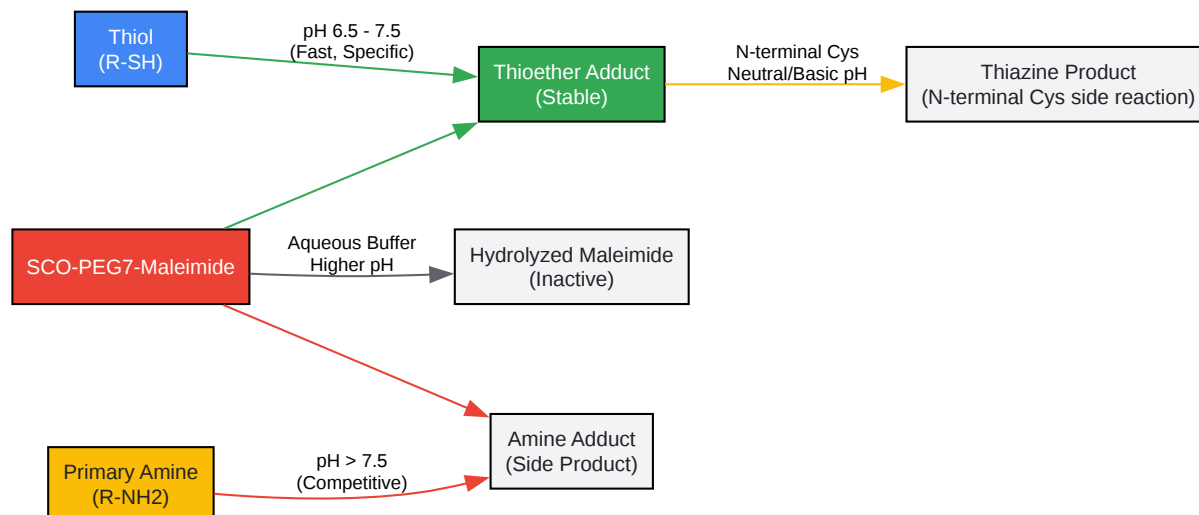 Thiol
(R-SH)
pH 6.5 - 7.5
(Fast, Specific)
Thioether Adduct
(Stable)
N-terminal Cys
Neutral/Basic pH
Thiazine Product
(N-terminal Cys side reaction)
SCO-PEG7-Maleimide
Aqueous Buffer
Higher pH
Hydrolyzed Maleimide
(Inactive)
Primary Amine
(R-NH2)
pH > 7.5
(Competitive)
Amine Adduct
(Side Product)